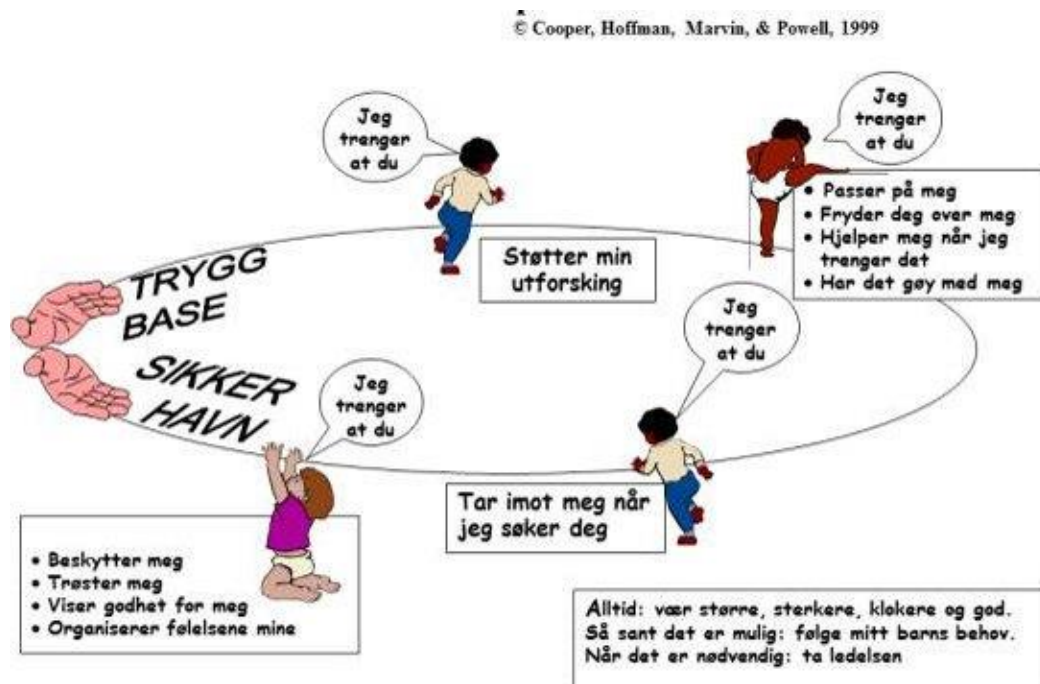 © Cooper, Hoffman, Marvin, & Powell, 1999
Jeg
trenger
at du
Støtter min
utforsking
Jeg
trenger
at du
• Passer på meg
• Fryder deg over meg
• Hjelper meg når jeg
trenger det
• Har det gøy med meg
TRYGG
BASE
SIKKER
HAVN
Jeg
trenger
at du
Tar imot meg når
jeg søker deg
Jeg
trenger
at du
• Beskytter meg
• Trøster meg
• Viser godhet for meg
• Organiserer følelsene mine
Alltid: vær større, sterkere, klokere og god.
Så sant det er mulig: følge mitt barns behov.
Når det er nødvendig: ta ledelsen